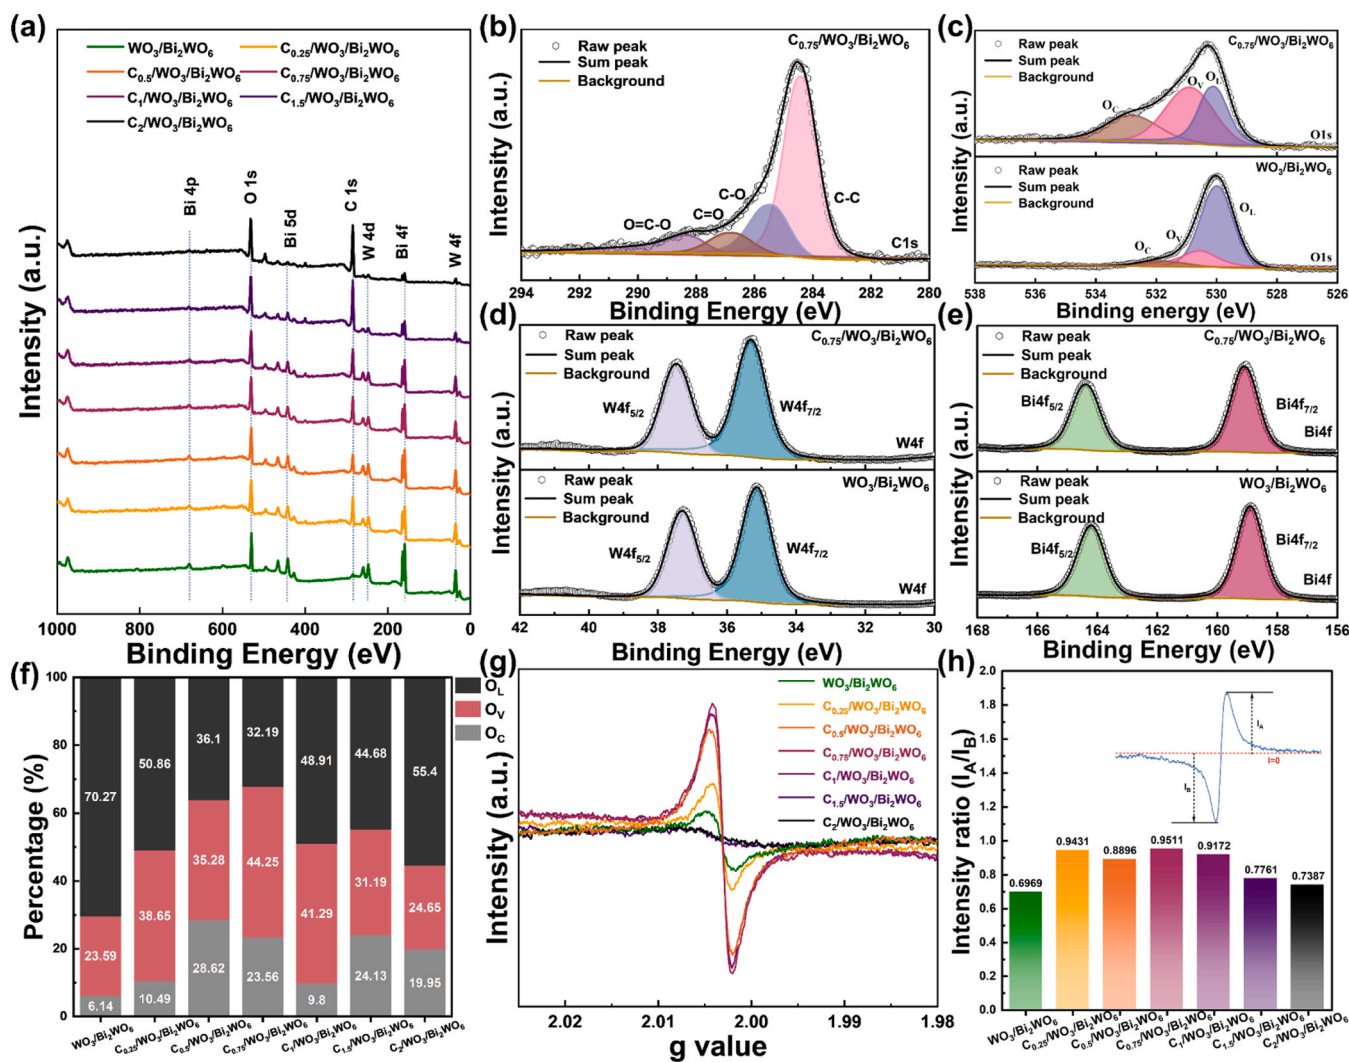 (a)
WO₃/Bi₂WO₆
C₀.₂₅/WO₃/Bi₂WO₆
C₀.₅/WO₃/Bi₂WO₆
C₀.₇₅/WO₃/Bi₂WO₆
C₁/WO₃/Bi₂WO₆
C₁.₅/WO₃/Bi₂WO₆
C₂/WO₃/Bi₂WO₆
Bi 4p
O 1s
Bi 5d
C 1s
W 4d
Bi 4f
W 4f
Intensity (a.u.)
1000 800 600 400 200 0
Binding Energy (eV)
(b)
Raw peak
Sum peak
Background
C₀.₇₅/WO₃/Bi₂WO₆
O=C-O
C=O
C-O
C-C
C1s
Intensity (a.u.)
294 292 290 288 286 284 282 280
Binding Energy (eV)
(c)
Raw peak
Sum peak
Background
C₀.₇₅/WO₃/Bi₂WO₆
O_C
O_V
O_L
O1s
Raw peak
Sum peak
Background
WO₃/Bi₂WO₆
O_C
O_V
O_L
O1s
Intensity (a.u.)
538 536 534 532 530 528 526
Binding energy (eV)
(d)
Raw peak
Sum peak
Background
C₀.₇₅/WO₃/Bi₂WO₆
W4f₅/₂
W4f₇/₂
W4f
Raw peak
Sum peak
Background
WO₃/Bi₂WO₆
W4f₅/₂
W4f₇/₂
W4f
Intensity (a.u.)
42 40 38 36 34 32 30
Binding Energy (eV)
(e)
Raw peak
Sum peak
Background
C₀.₇₅/WO₃/Bi₂WO₆
Bi4f₅/₂
Bi4f₇/₂
Bi4f
Raw peak
Sum peak
Background
WO₃/Bi₂WO₆
Bi4f₅/₂
Bi4f₇/₂
Bi4f
Intensity (a.u.)
168 166 164 162 160 158 156
Binding Energy (eV)
(f)
O_L
O_V
O_C
Percentage (%)
100
80
60
40
20
0
70.27 50.86 36.1 32.19 48.91 44.68 55.4
23.59 38.65 35.28 44.25 41.29 31.19 24.65
6.14 10.49 28.62 23.56 9.8 24.13 19.95
WO₃/Bi₂WO₆
C₀.₂₅/WO₃/Bi₂WO₆
C₀.₅/WO₃/Bi₂WO₆
C₀.₇₅/WO₃/Bi₂WO₆
C₁/WO₃/Bi₂WO₆
C₁.₅/WO₃/Bi₂WO₆
C₂/WO₃/Bi₂WO₆
(g)
WO₃/Bi₂WO₆
C₀.₂₅/WO₃/Bi₂WO₆
C₀.₅/WO₃/Bi₂WO₆
C₀.₇₅/WO₃/Bi₂WO₆
C₁/WO₃/Bi₂WO₆
C₁.₅/WO₃/Bi₂WO₆
C₂/WO₃/Bi₂WO₆
Intensity (a.u.)
2.02 2.01 2.00 1.99 1.98
g value
(h)
Intensity ratio (I_A/I_B)
2.0
1.8
1.6
1.4
1.2
1.0
0.8
0.6
0.4
0.2
0.0
I_A
I=0
I_B
0.6969 0.9431 0.8896 0.9511 0.9172 0.7761 0.7387
WO₃/Bi₂WO₆
C₀.₂₅/WO₃/Bi₂WO₆
C₀.₅/WO₃/Bi₂WO₆
C₀.₇₅/WO₃/Bi₂WO₆
C₁/WO₃/Bi₂WO₆
C₁.₅/WO₃/Bi₂WO₆
C₂/WO₃/Bi₂WO₆